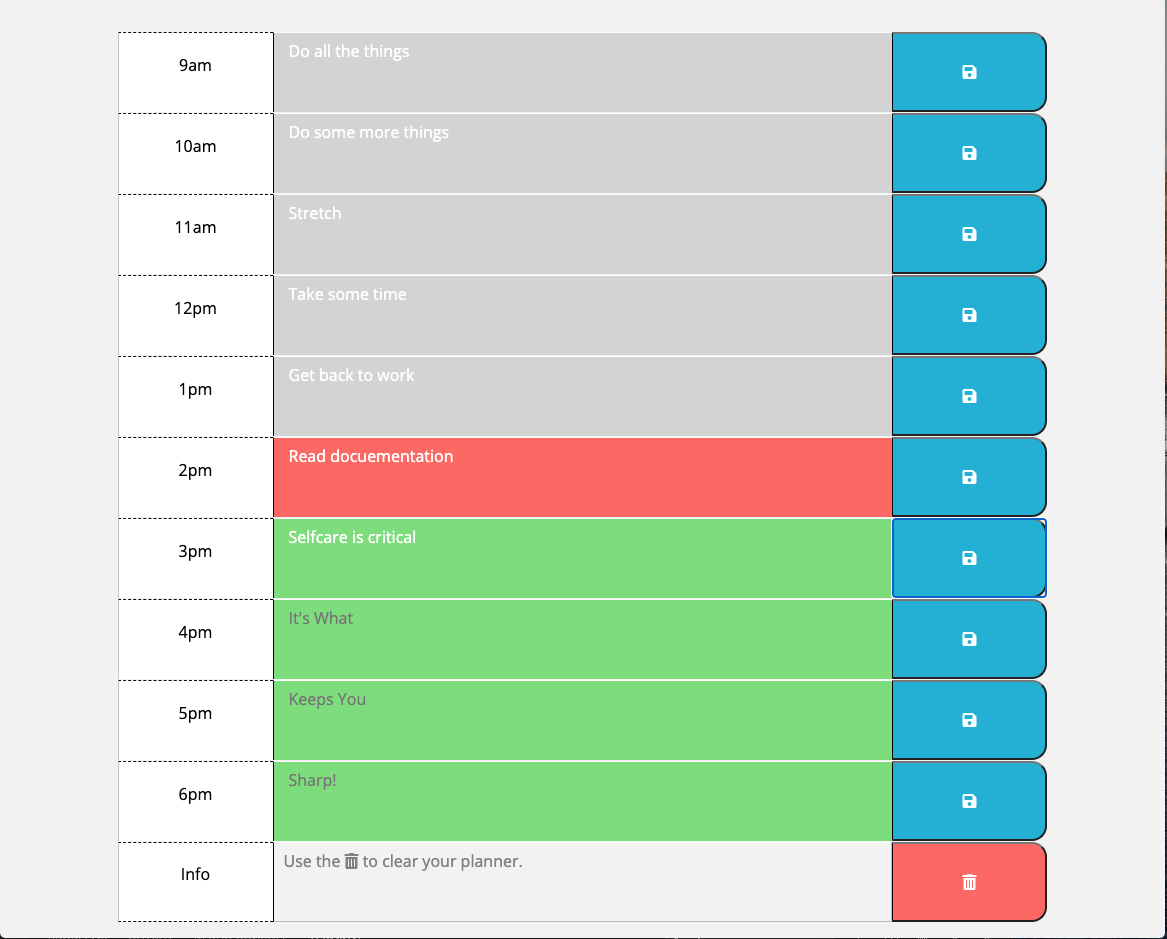 9am Do all the things
10am Do some more things
11am Stretch
12pm Take some time
1pm Get back to work
2pm Read docuementation
3pm Selfcare is critical
4pm It's What
5pm Keeps You
6pm Sharp!
Info Use the to clear your planner.